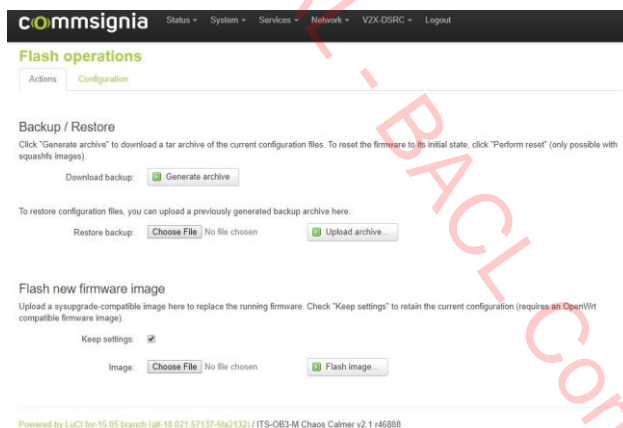 commsignia Status System Services Network V2X-DSRC Logout
Flash operations
Actions Configuration
Backup / Restore
Click "Generate archive" to download a tar archive of the current configuration files. To reset the firmware to its initial state, click "Perform reset" (only possible with
squashfs images).
Download backup: Generate archive
To restore configuration files, you can upload a previously generated backup archive here.
Restore backup: Choose File No file chosen Upload archive...
Flash new firmware image
Upload a sysupgrade-compatible image here to replace the running firmware. Check "Keep settings" to retain the current configuration (requires an OpenWrt
compatible firmware image).
Keep settings:
Image: Choose File No file chosen Flash image...
Powered by LuCI for-15.05 branch (git-18.021.57137-5fa2132) / ITS-OB3-M Chaos Calmer v2.1 r46888
- BACL Con